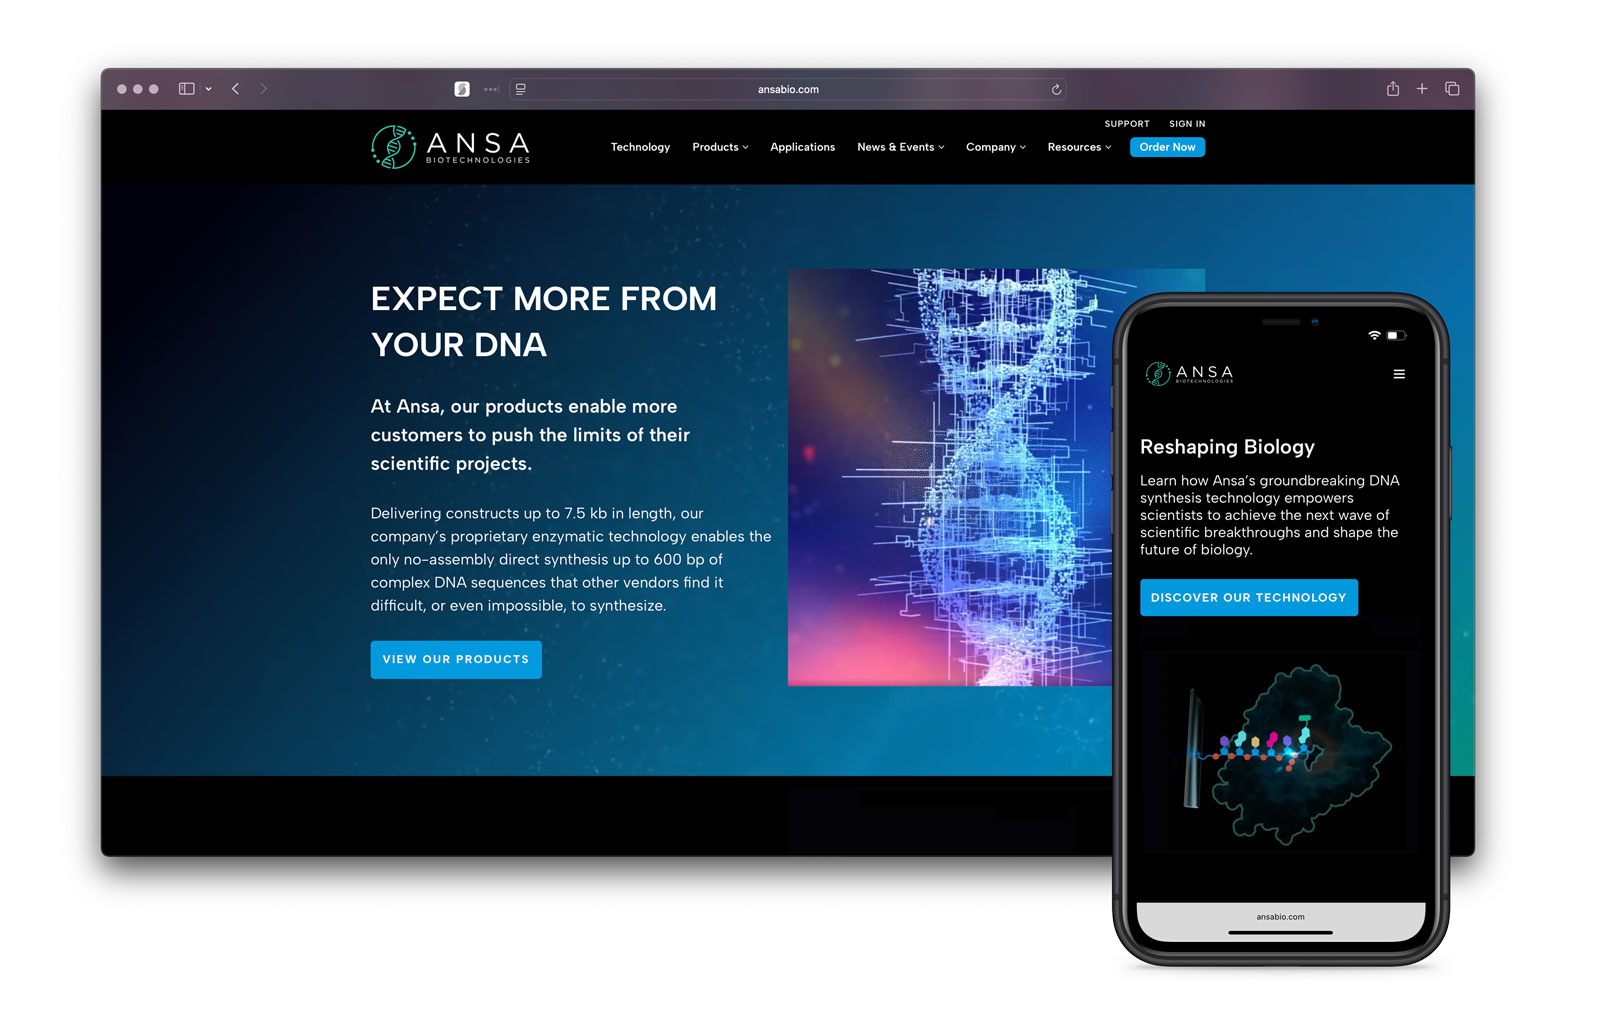 ansabio.com
SUPPORT SIGN IN
ANSA
BIOTECHNOLOGIES
Technology Products Applications News & Events Company Resources Order Now
EXPECT MORE FROM
YOUR DNA
At Ansa, our products enable more
customers to push the limits of their
scientific projects.
Delivering constructs up to 7.5 kb in length, our
company's proprietary enzymatic technology enables the
only no-assembly direct synthesis up to 600 bp of
complex DNA sequences that other vendors find it
difficult, or even impossible, to synthesize.
VIEW OUR PRODUCTS
ANSA
BIOTECHNOLOGIES
Reshaping Biology
Learn how Ansa's groundbreaking DNA
synthesis technology empowers
scientists to achieve the next wave of
scientific breakthroughs and shape the
future of biology.
DISCOVER OUR TECHNOLOGY
ansabio.com